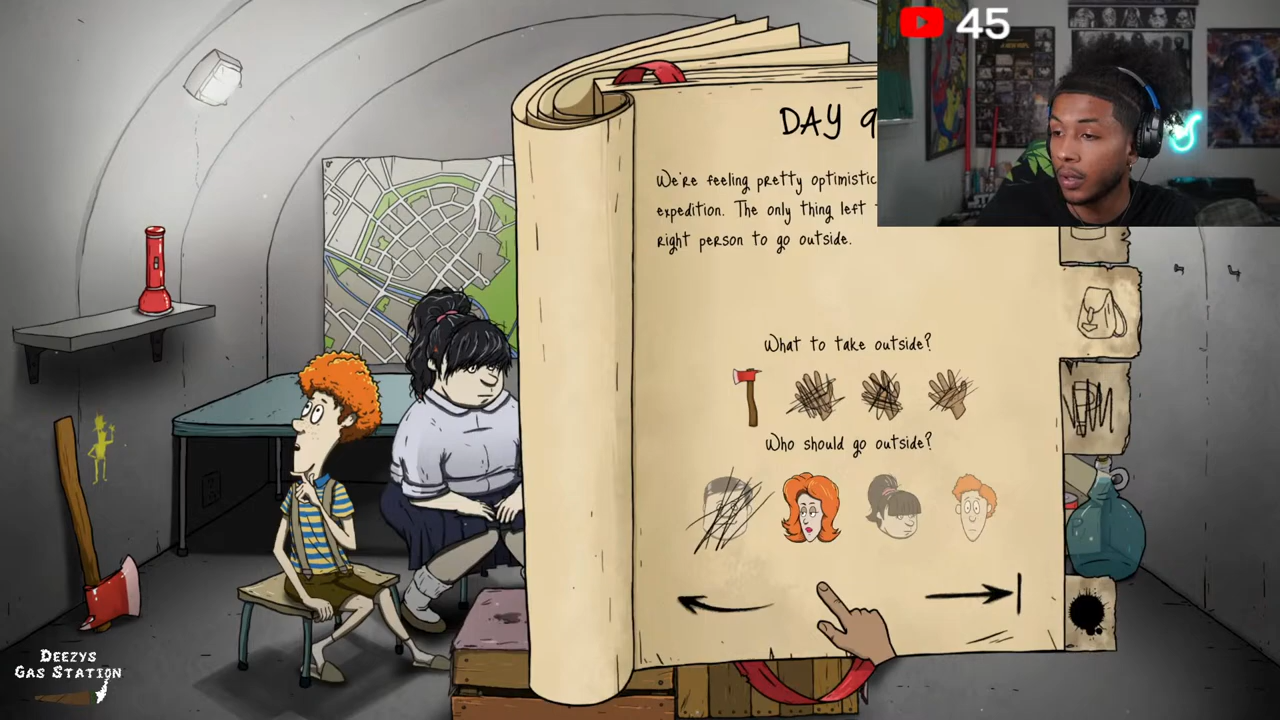 45
DAY 9
We're feeling pretty optimistic
expedition. The only thing left
right person to go outside.
What to take outside?
Who should go outside?
DEEZYS
GAS STATION